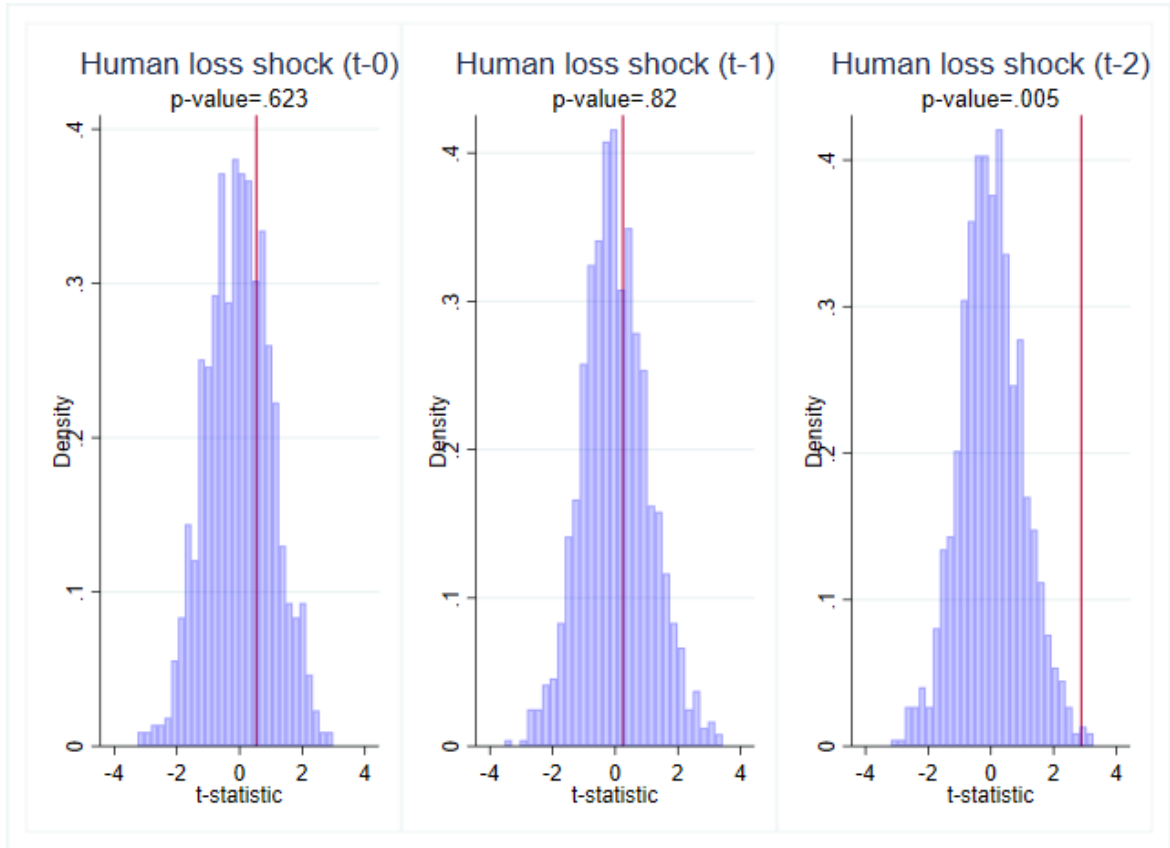 Human loss shock (t-0)
p-value=.623
Density
0
.1
.2
.3
.4
-4 -2 0 2 4
t-statistic
Human loss shock (t-1)
p-value=.82
Density
0
.1
.2
.3
.4
-4 -2 0 2 4
t-statistic
Human loss shock (t-2)
p-value=.005
Density
0
.1
.2
.3
.4
-4 -2 0 2 4
t-statistic